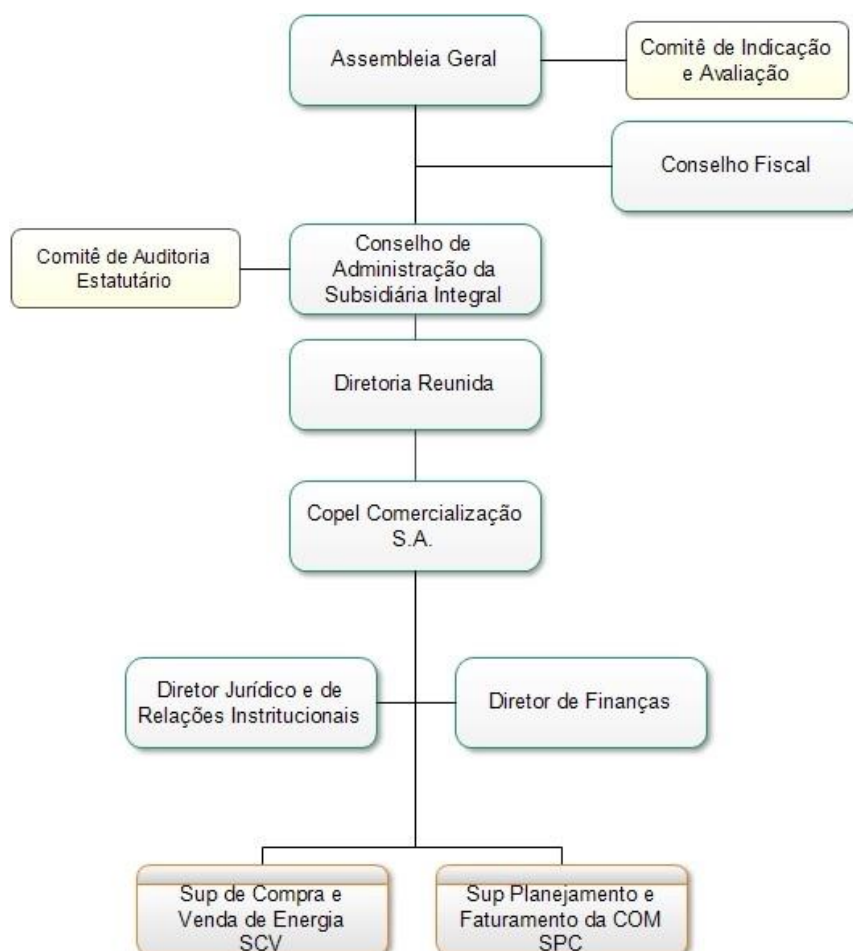 Assembleia Geral
Comitê de Indicação
e Avaliação
Conselho Fiscal
Comitê de Auditoria
Estatutário
Conselho de
Administração da
Subsidiária Integral
Diretoria Reunida
Copel Comercialização
S.A.
Diretor Jurídico e de
Relações Instritucionais
Diretor de Finanças
Sup de Compra e
Venda de Energia
SCV
Sup Planejamento e
Faturamento da COM
SPC